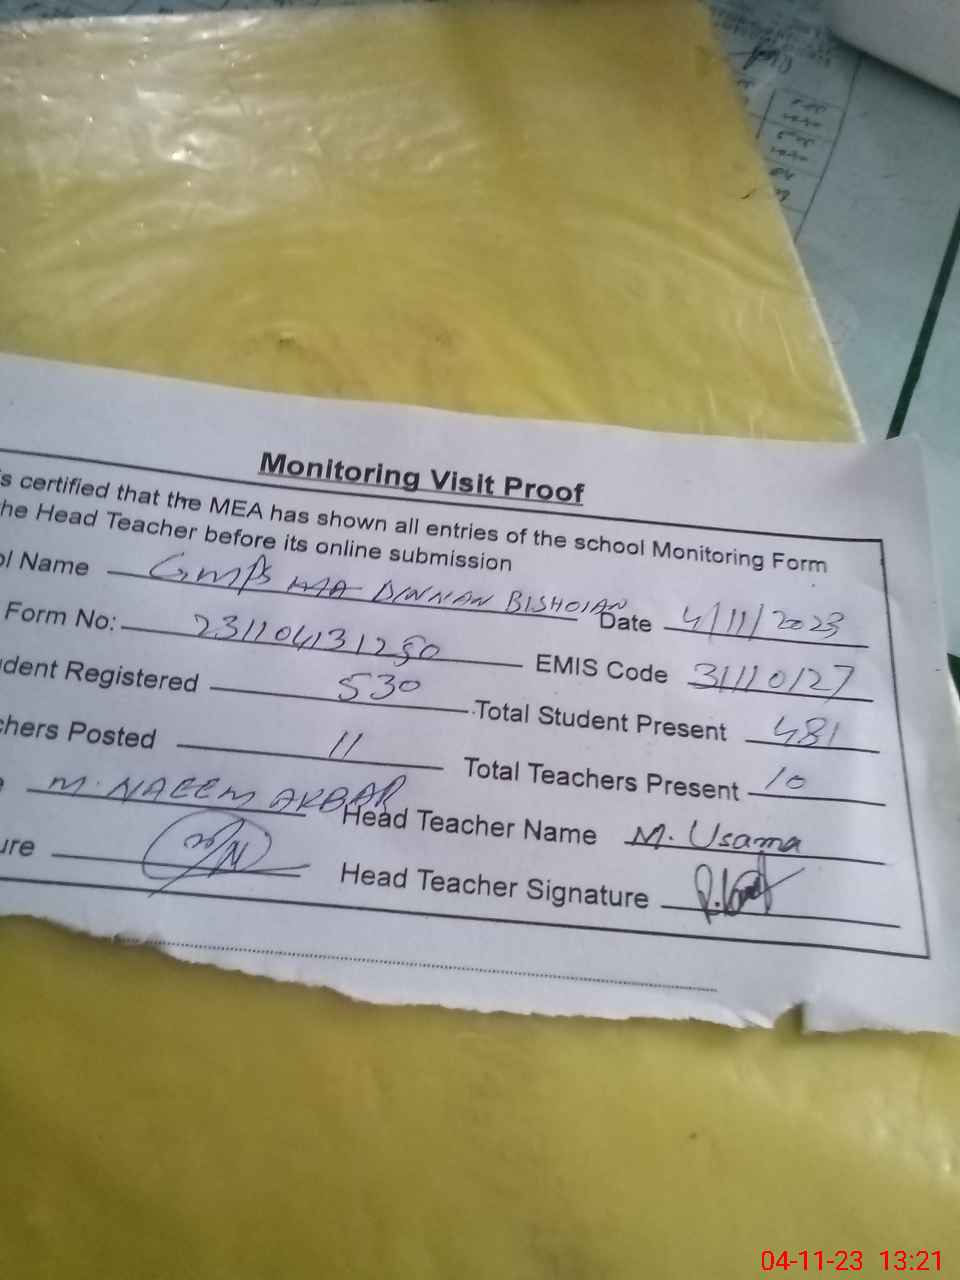 Monitoring Visit Proof
s certified that the MEA has shown all entries of the school Monitoring Form
he Head Teacher before its online submission
ol Name GMPS MA DINNAN BISHOIAN Date 4/11/2023
Form No: 231104131250 EMIS Code 31110127
dent Registered 530 Total Student Present 481
chers Posted 11 Total Teachers Present 10
M. NAEEM AKBAR Head Teacher Name M. Usama
ure Head Teacher Signature
04-11-23 13:21